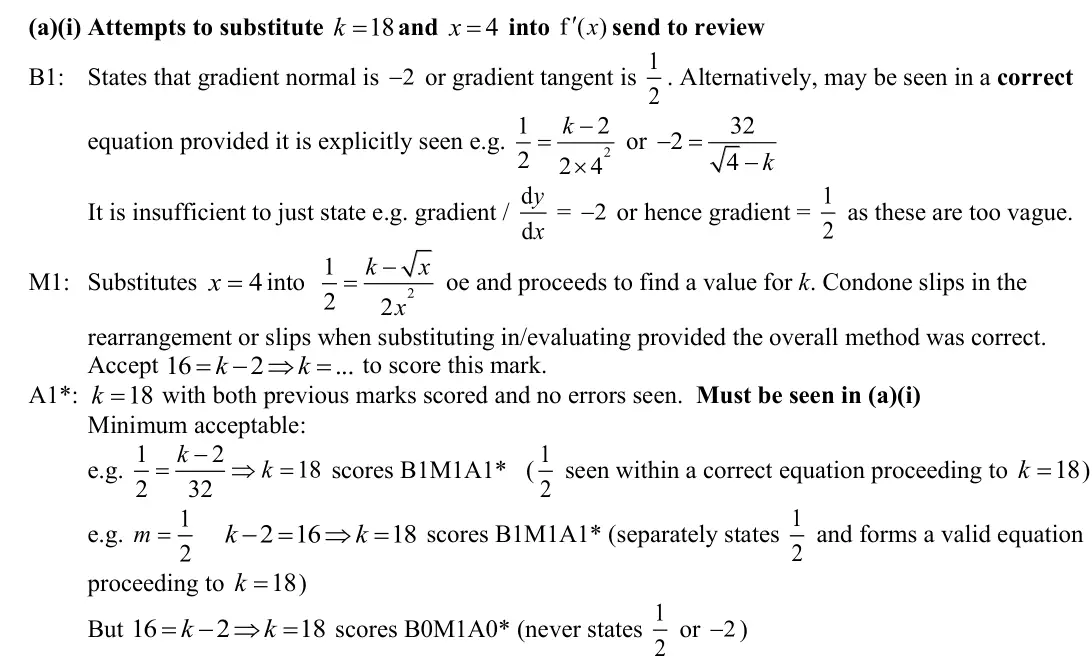 (a)(i) Attempts to substitute k = 18 and x = 4 into f′(x) send to review
B1: States that gradient normal is −2 or gradient tangent is 1/2. Alternatively, may be seen in a correct
equation provided it is explicitly seen e.g. 1/2 = (k − 2)/(2×4²) or −2 = 32/(√4 − k)
It is insufficient to just state e.g. gradient / dy/dx = −2 or hence gradient = 1/2 as these are too vague.
M1: Substitutes x = 4 into 1/2 = (k − √x)/(2x²) oe and proceeds to find a value for k. Condone slips in the
rearrangement or slips when substituting in/evaluating provided the overall method was correct.
Accept 16 = k − 2 ⇒ k = ... to score this mark.
A1*: k = 18 with both previous marks scored and no errors seen. Must be seen in (a)(i)
Minimum acceptable:
e.g. 1/2 = (k − 2)/32 ⇒ k = 18 scores B1M1A1* (1/2 seen within a correct equation proceeding to k = 18)
e.g. m = 1/2 k − 2 = 16 ⇒ k = 18 scores B1M1A1* (separately states 1/2 and forms a valid equation
proceeding to k = 18)
But 16 = k − 2 ⇒ k = 18 scores B0M1A0* (never states 1/2 or −2)